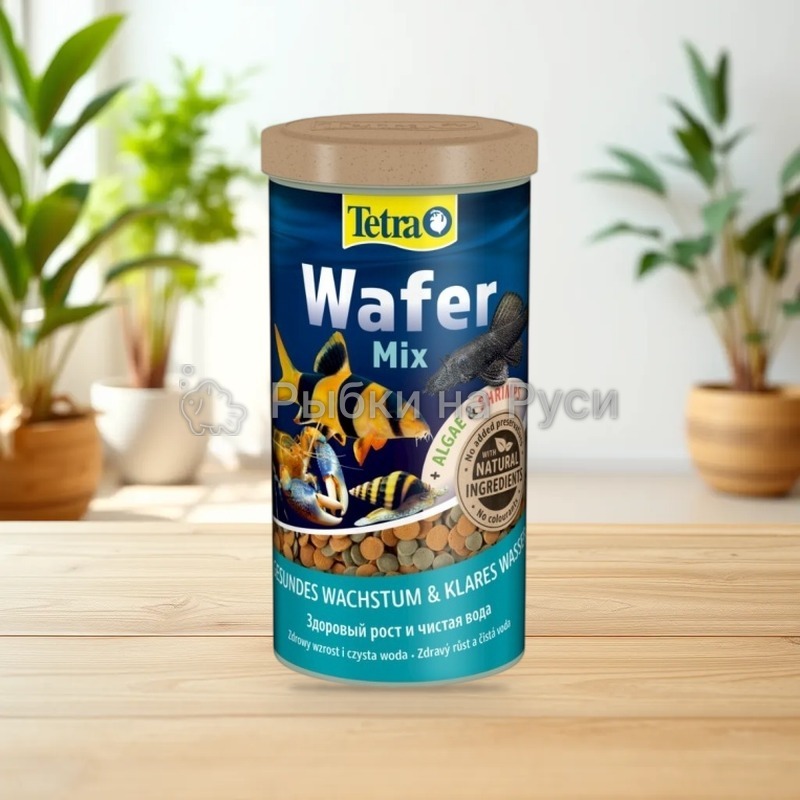 Tetra
Wafer
Mix
Рыбки на Руси
+ ALGAE & SHRIMP
No added preservatives
WITH
NATURAL
INGREDIENTS
No colourants
GESUNDES WACHSTUM & KLARES WASSER
Здоровый рост и чистая вода
Zdrowy wzrost i czysta woda • Zdravý růst a čistá voda